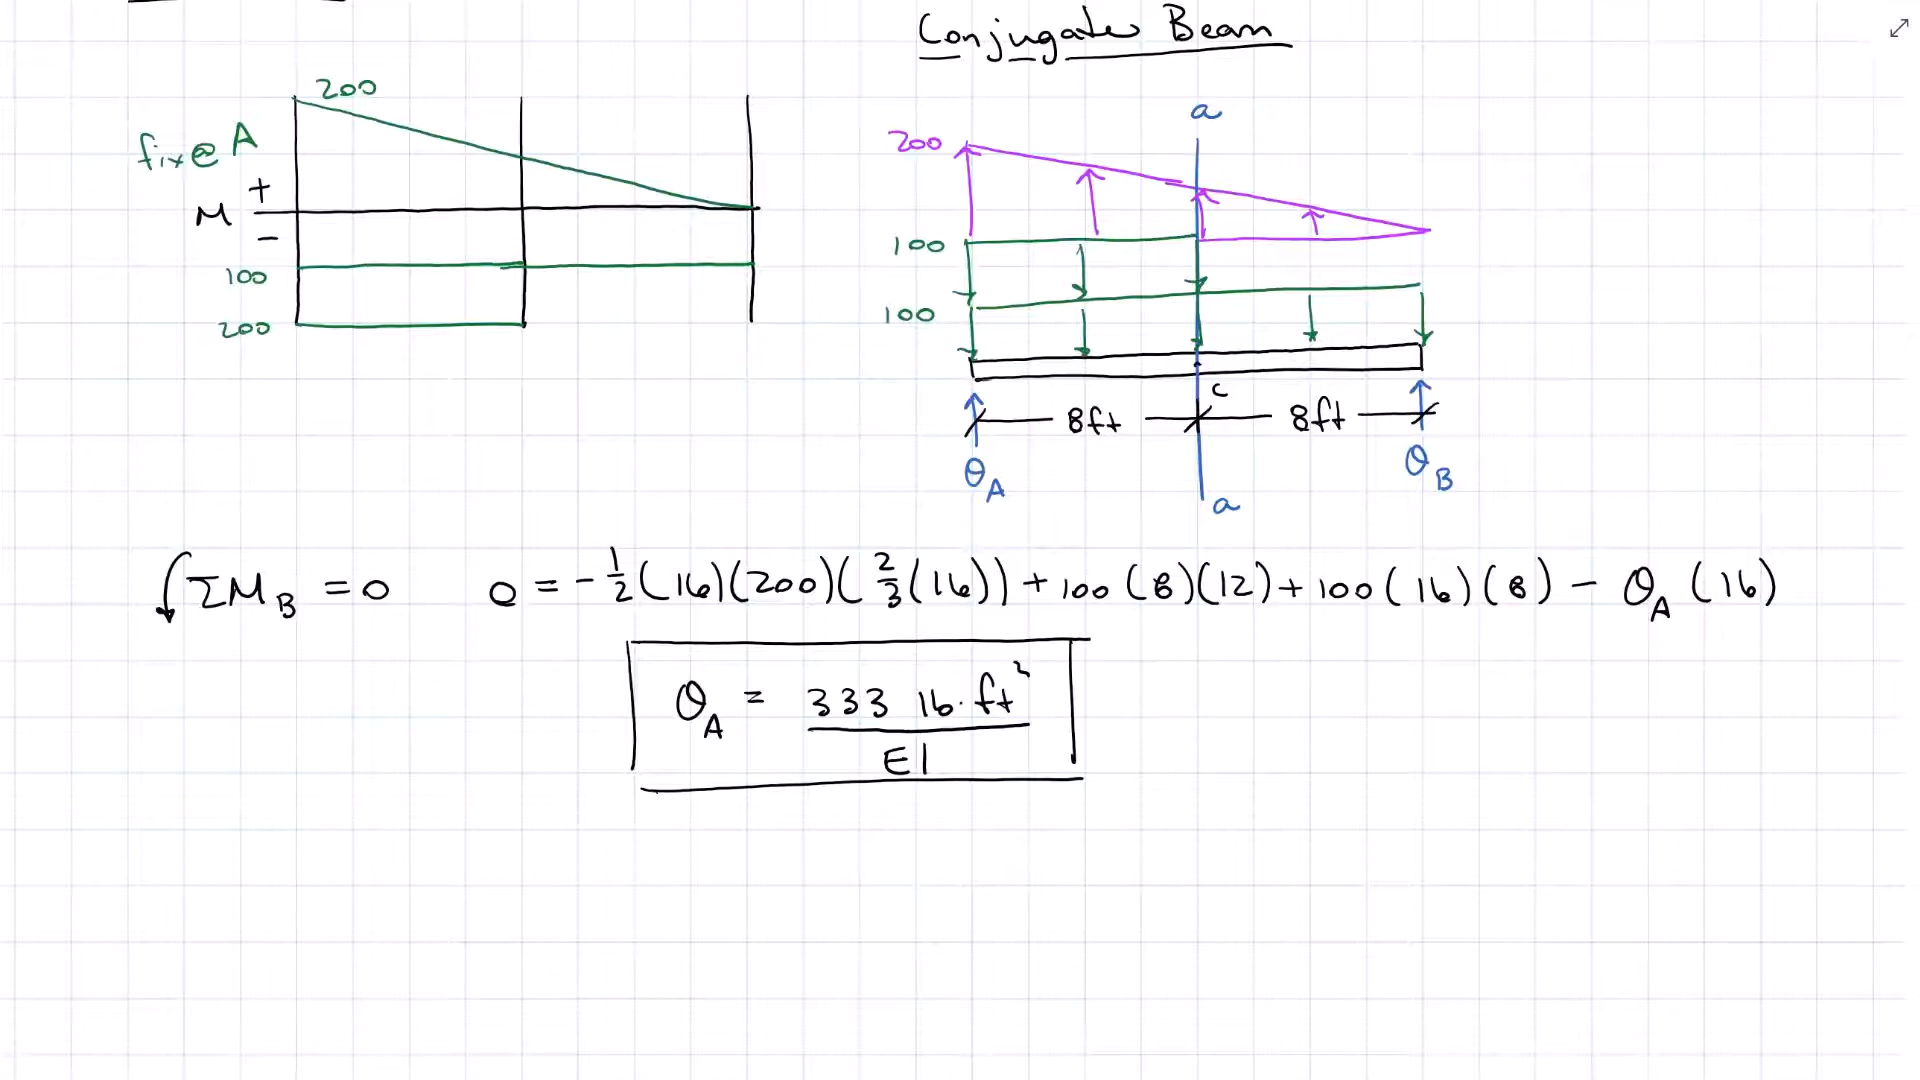 Conjugate Beam
200
fix@ A
M + −
100
200
a
200
100
100
C
8ft 8ft
θA θB
a
ΣMB = 0 0 = -1/2(16)(200)(2/3(16)) + 100(8)(12) + 100(16)(8) − θA(16)
θA = 333 lb·ft²
EI